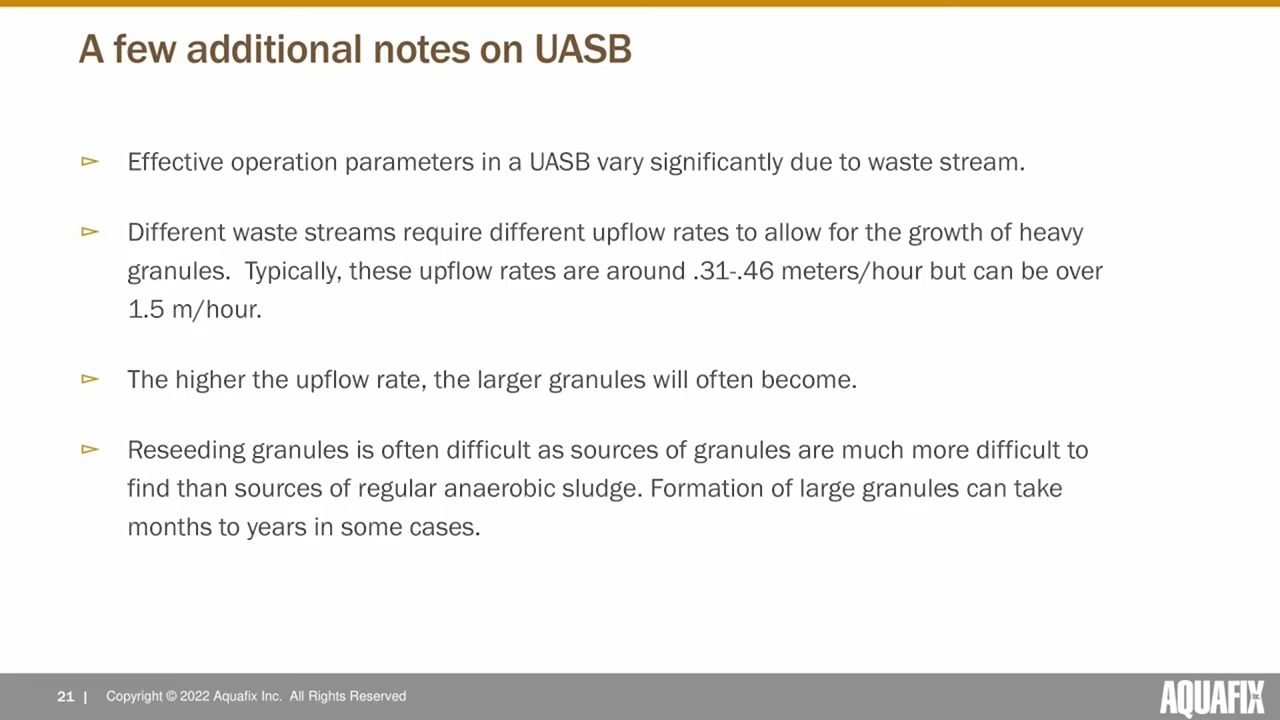 A few additional notes on UASB
Effective operation parameters in a UASB vary significantly due to waste stream.
Different waste streams require different upflow rates to allow for the growth of heavy
granules.  Typically, these upflow rates are around .31-.46 meters/hour but can be over
1.5 m/hour.
The higher the upflow rate, the larger granules will often become.
Reseeding granules is often difficult as sources of granules are much more difficult to
find than sources of regular anaerobic sludge. Formation of large granules can take
months to years in some cases.
21 | Copyright © 2022 Aquafix Inc.  All Rights Reserved
AQUAFIX INC.